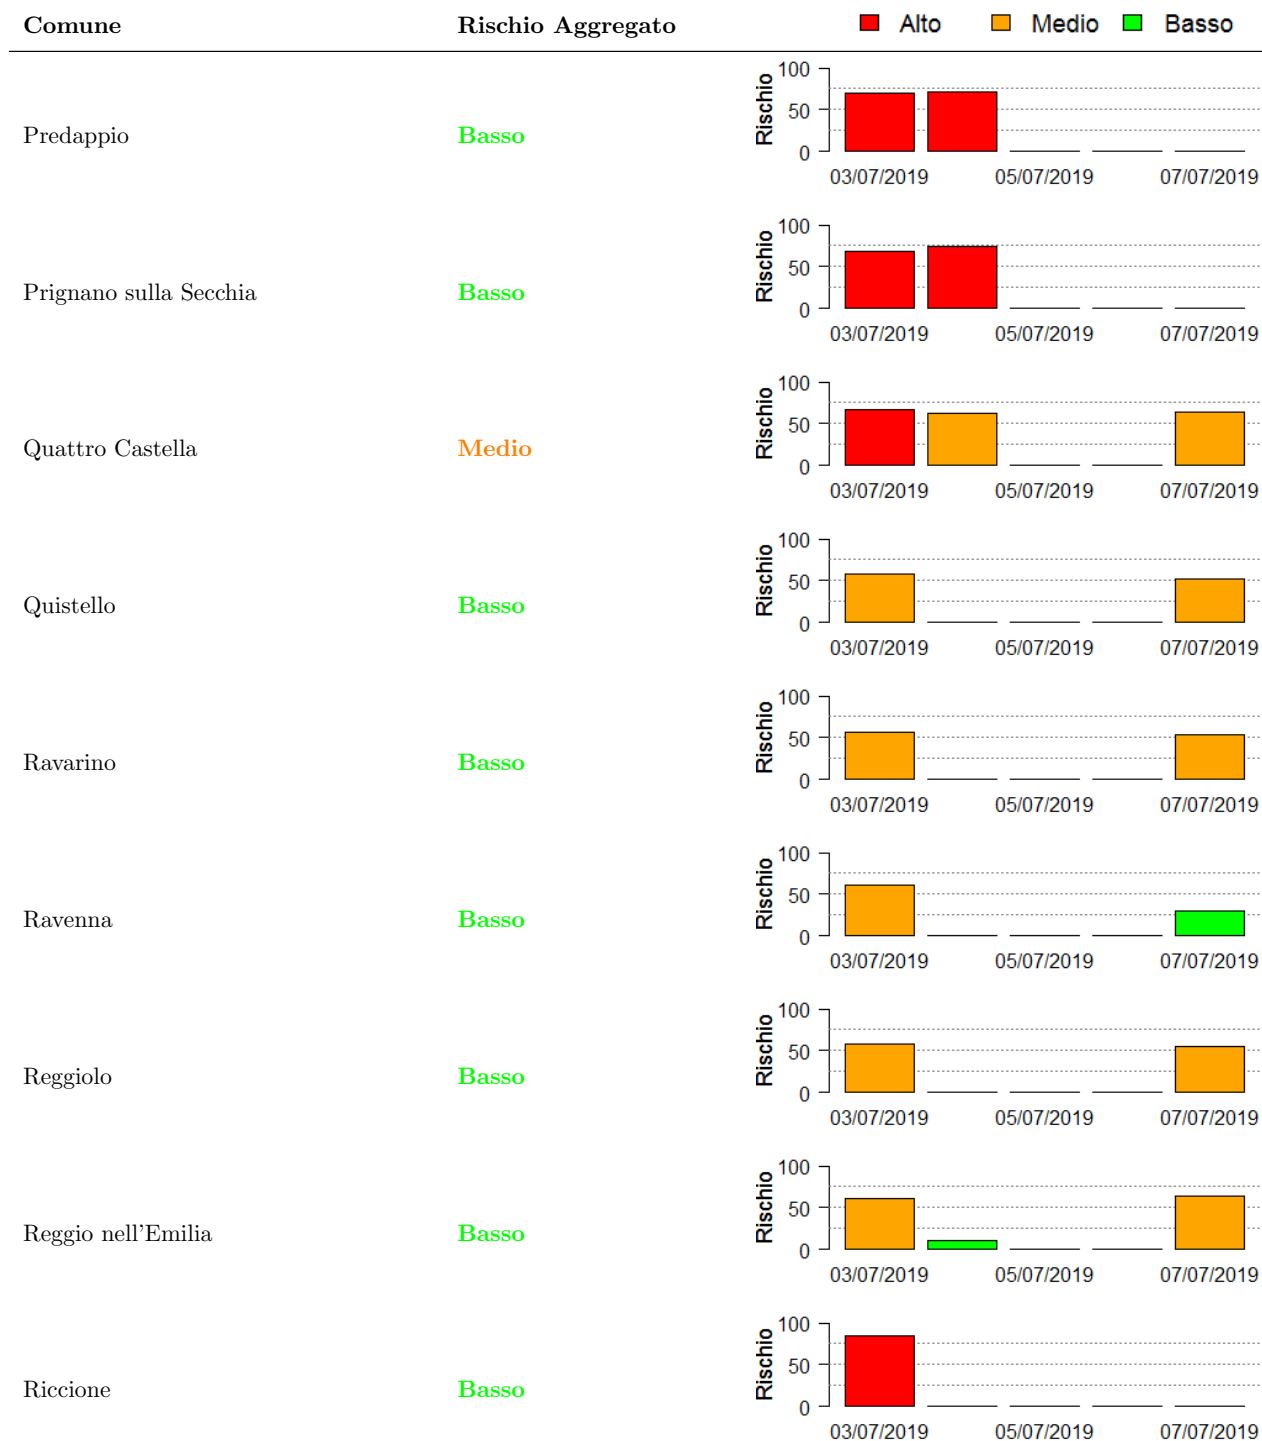 Comune Rischio Aggregato Alto Medio Basso
Predappio Basso
Rischio
100
50
0
03/07/2019 05/07/2019 07/07/2019
Prignano sulla Secchia Basso
Rischio
100
50
0
03/07/2019 05/07/2019 07/07/2019
Quattro Castella Medio
Rischio
100
50
0
03/07/2019 05/07/2019 07/07/2019
Quistello Basso
Rischio
100
50
0
03/07/2019 05/07/2019 07/07/2019
Ravarino Basso
Rischio
100
50
0
03/07/2019 05/07/2019 07/07/2019
Ravenna Basso
Rischio
100
50
0
03/07/2019 05/07/2019 07/07/2019
Reggiolo Basso
Rischio
100
50
0
03/07/2019 05/07/2019 07/07/2019
Reggio nell'Emilia Basso
Rischio
100
50
0
03/07/2019 05/07/2019 07/07/2019
Riccione Basso
Rischio
100
50
0
03/07/2019 05/07/2019 07/07/2019